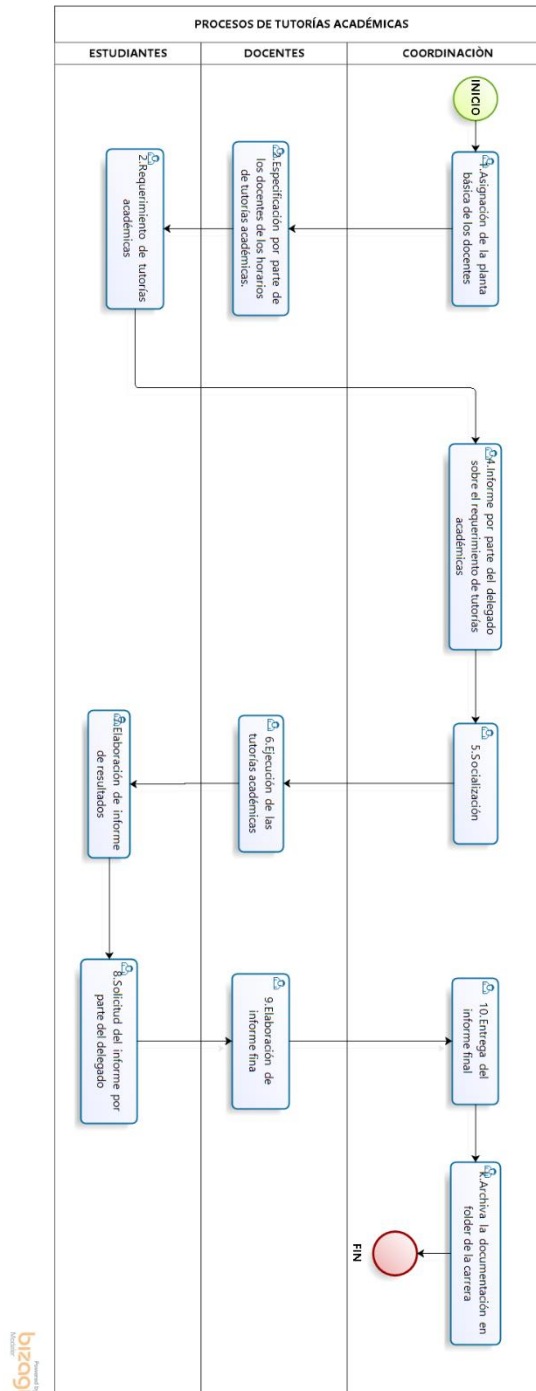 PROCESOS DE TUTORÍAS ACADÉMICAS
ESTUDIANTES
DOCENTES
COORDINACIÒN
INICIO
1.Asignación de la planta
básica de los docentes
2.Especificación por parte de
los docentes de los horarios
de tutorías académicas.
2.Requerimiento de tutorías
académicas
4.Informe por parte del delegado
sobre el requerimiento de tutorías
académicas
5.Socialización
6.Ejecución de las
tutorías académicas
Elaboración de informe
de resultados
8.Solicitud del informe por
parte del delegado
9.Elaboración de
informe fina
10.Entrega del
informe final
Archiva la documentación en
folder de la carrera
FIN
Powered by
bizagi
Modeler